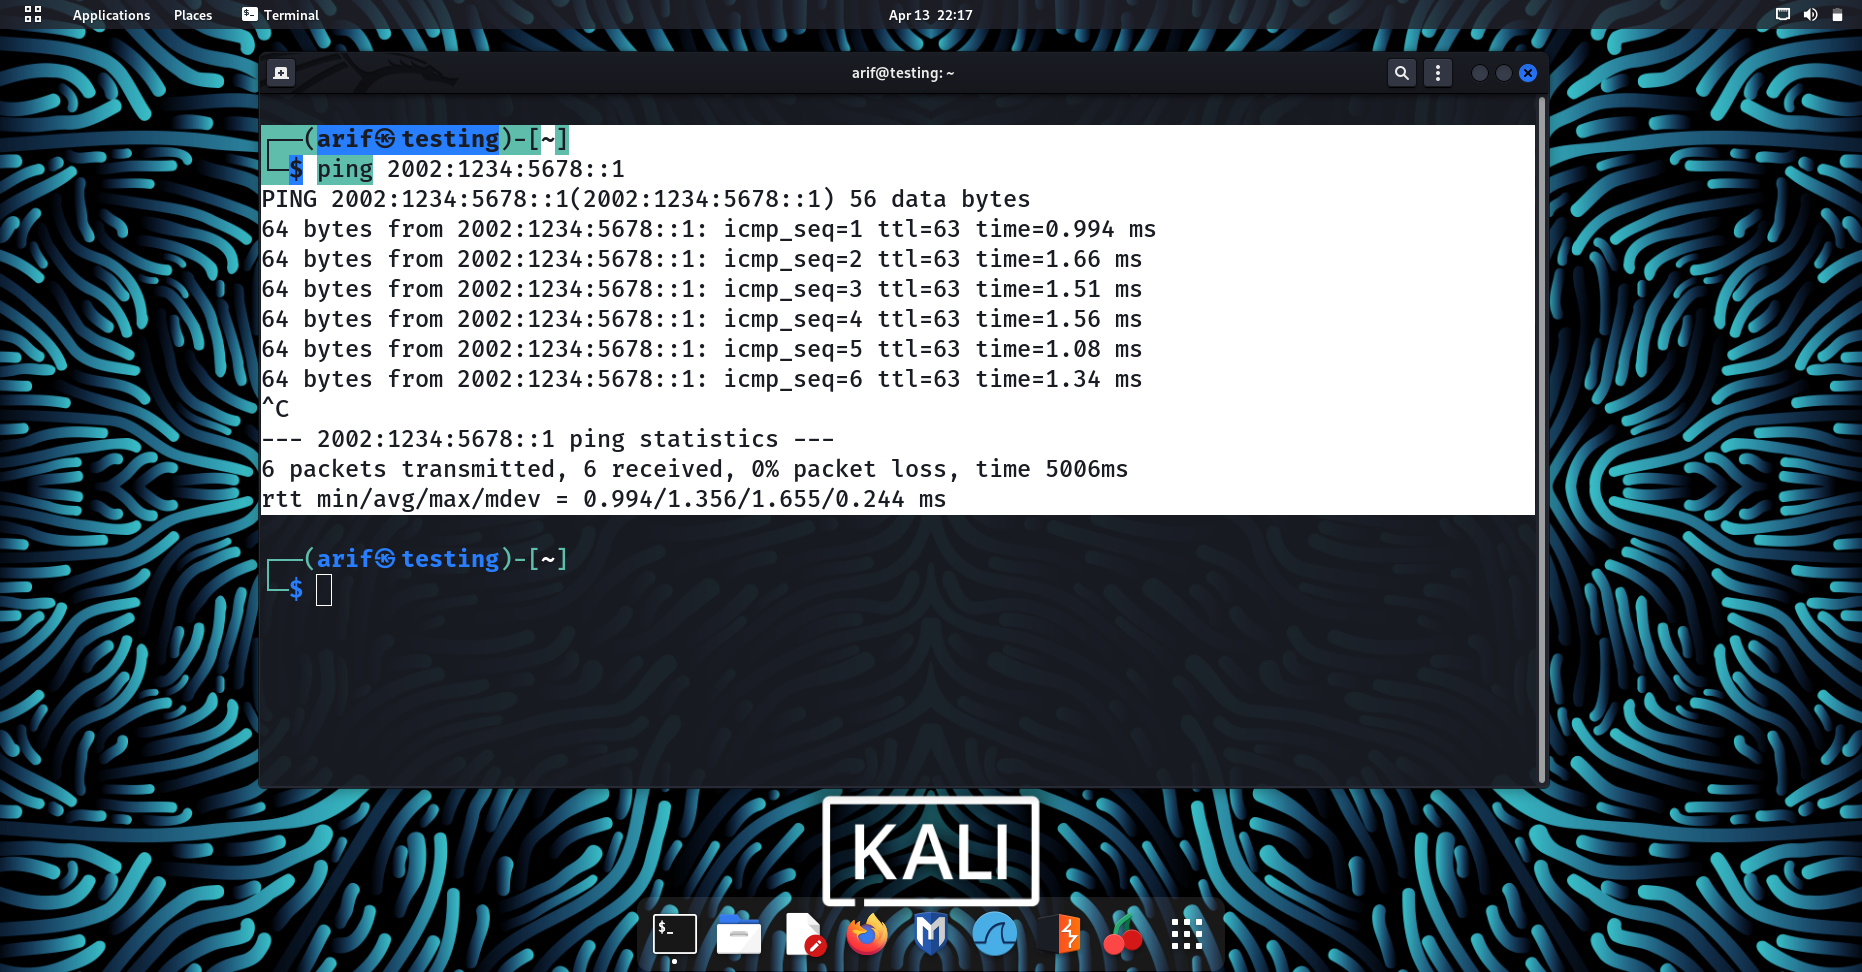 Applications Places Terminal Apr 13 22:17
arif@testing: ~
┌──(arif㉿testing)-[~]
└─$ ping 2002:1234:5678::1
PING 2002:1234:5678::1(2002:1234:5678::1) 56 data bytes
64 bytes from 2002:1234:5678::1: icmp_seq=1 ttl=63 time=0.994 ms
64 bytes from 2002:1234:5678::1: icmp_seq=2 ttl=63 time=1.66 ms
64 bytes from 2002:1234:5678::1: icmp_seq=3 ttl=63 time=1.51 ms
64 bytes from 2002:1234:5678::1: icmp_seq=4 ttl=63 time=1.56 ms
64 bytes from 2002:1234:5678::1: icmp_seq=5 ttl=63 time=1.08 ms
64 bytes from 2002:1234:5678::1: icmp_seq=6 ttl=63 time=1.34 ms
^C
--- 2002:1234:5678::1 ping statistics ---
6 packets transmitted, 6 received, 0% packet loss, time 5006ms
rtt min/avg/max/mdev = 0.994/1.356/1.655/0.244 ms
┌──(arif㉿testing)-[~]
└─$
KALI